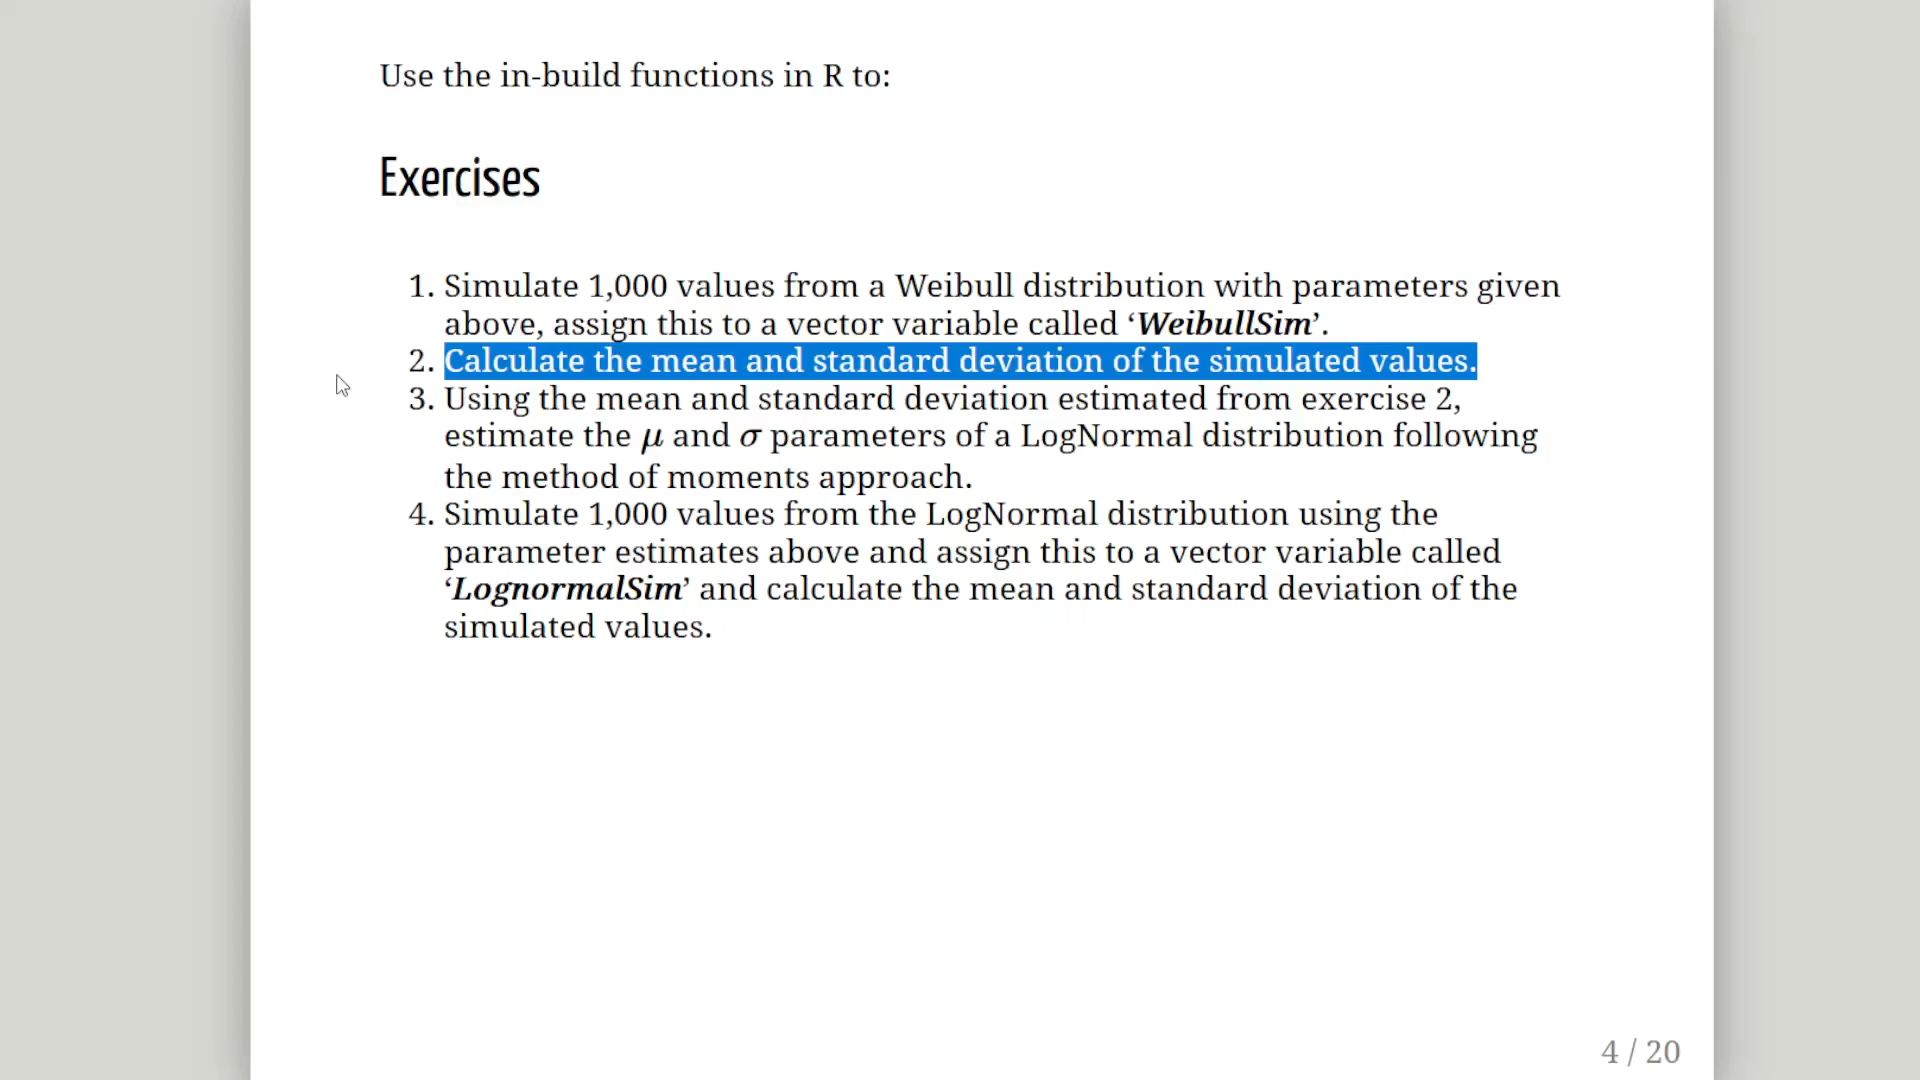 Use the in-build functions in R to:
Exercises
1. Simulate 1,000 values from a Weibull distribution with parameters given
above, assign this to a vector variable called ‘WeibullSim’.
2. Calculate the mean and standard deviation of the simulated values.
3. Using the mean and standard deviation estimated from exercise 2,
estimate the μ and σ parameters of a LogNormal distribution following
the method of moments approach.
4. Simulate 1,000 values from the LogNormal distribution using the
parameter estimates above and assign this to a vector variable called
‘LognormalSim’ and calculate the mean and standard deviation of the
simulated values.
4 / 20